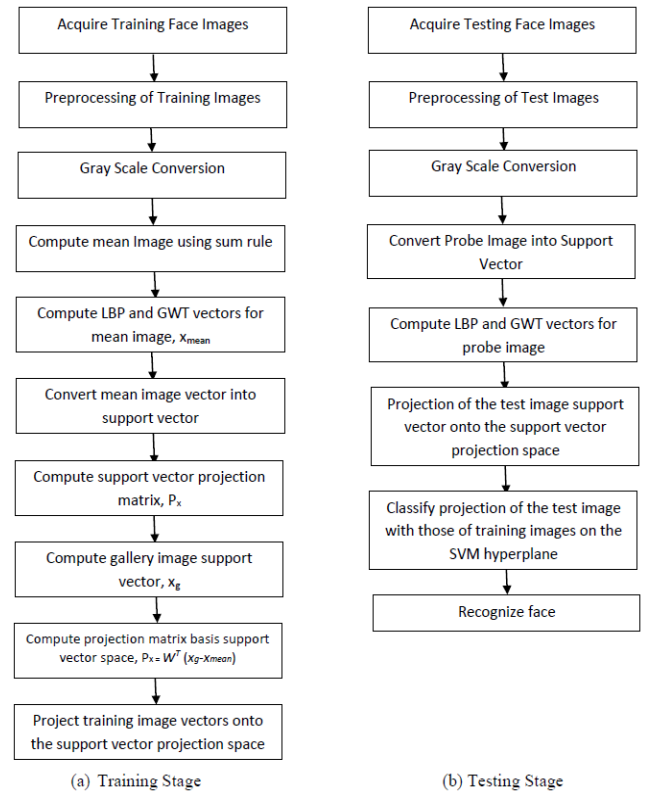 Acquire Training Face Images
Preprocessing of Training Images
Gray Scale Conversion
Compute mean Image using sum rule
Compute LBP and GWT vectors for
mean image, xmean
Convert mean image vector into
support vector
Compute support vector projection
matrix, Px
Compute gallery image support
vector, xg
Compute projection matrix basis support
vector space, Px = W^T (xg-xmean)
Project training image vectors onto
the support vector projection space
(a) Training Stage
Acquire Testing Face Images
Preprocessing of Test Images
Gray Scale Conversion
Convert Probe Image into Support
Vector
Compute LBP and GWT vectors for
probe image
Projection of the test image support
vector onto the support vector
projection space
Classify projection of the test image
with those of training images on the
SVM hyperplane
Recognize face
(b) Testing Stage